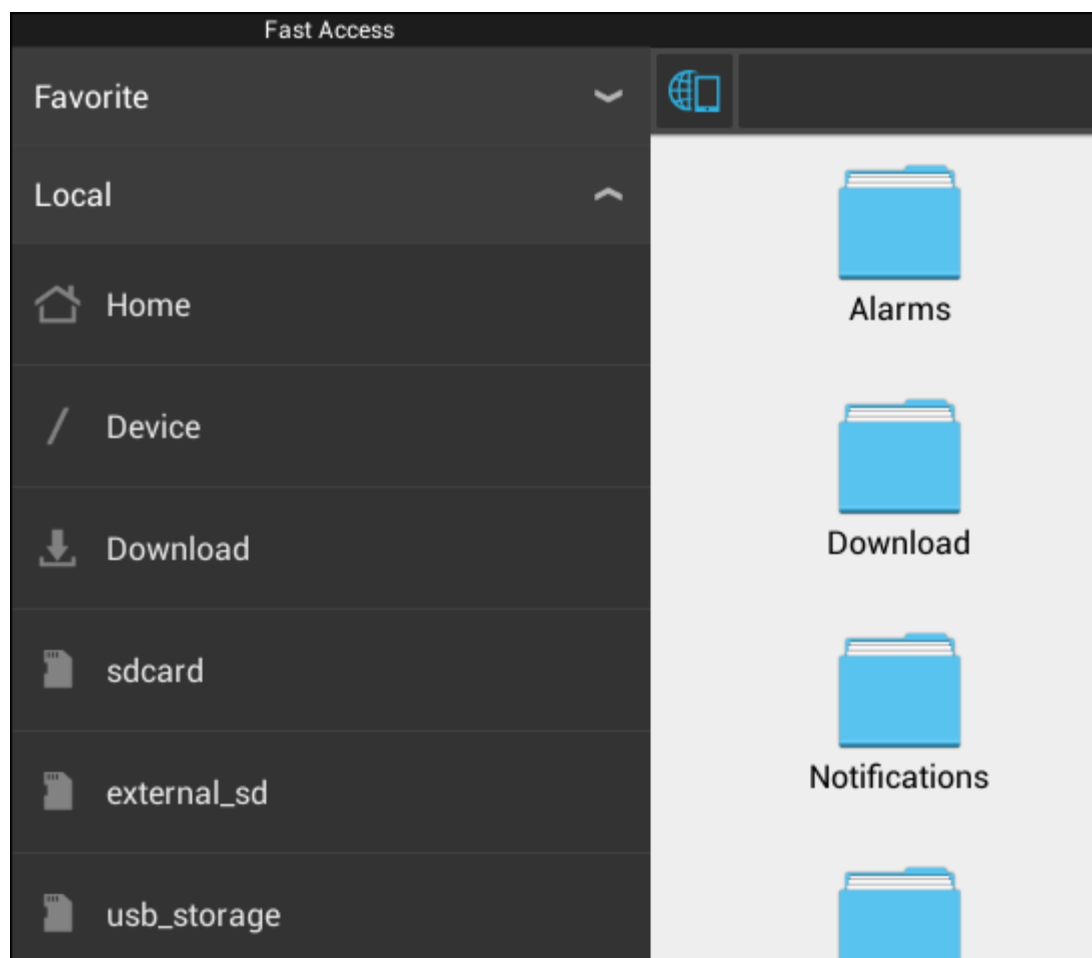 Fast Access
Favorite
Local
Home
Device
Download
sdcard
external_sd
usb_storage
Alarms
Download
Notifications